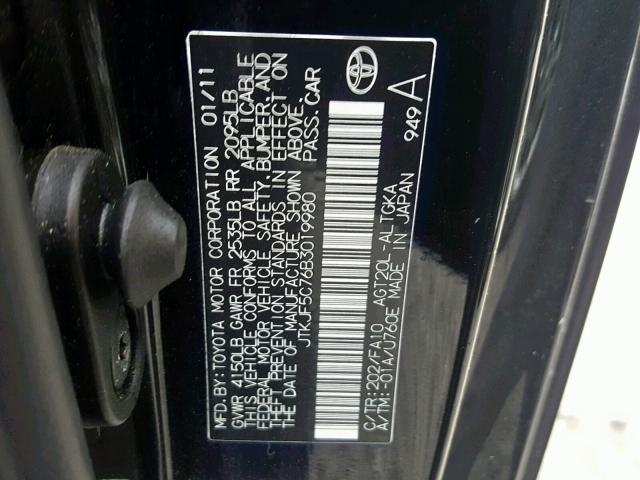 MFD.BY:TOYOTA MOTOR CORPORATION 01/11
GVWR 4150LB GAWR FR 2535LB RR 2095LB
THIS VEHICLE CONFORMS TO ALL APPLICABLE
FEDERAL MOTOR VEHICLE SAFETY, BUMPER, AND
THEFT PREVENTION STANDARDS IN EFFECT ON
THE DATE OF MANUFACTURE SHOWN ABOVE.
JTKJF5C76B3019980 PASS.CAR
C/TR:2024/FA10 AGT20L-ALTGKA
A/TM:-01A/U760E MADE IN JAPAN
949 A